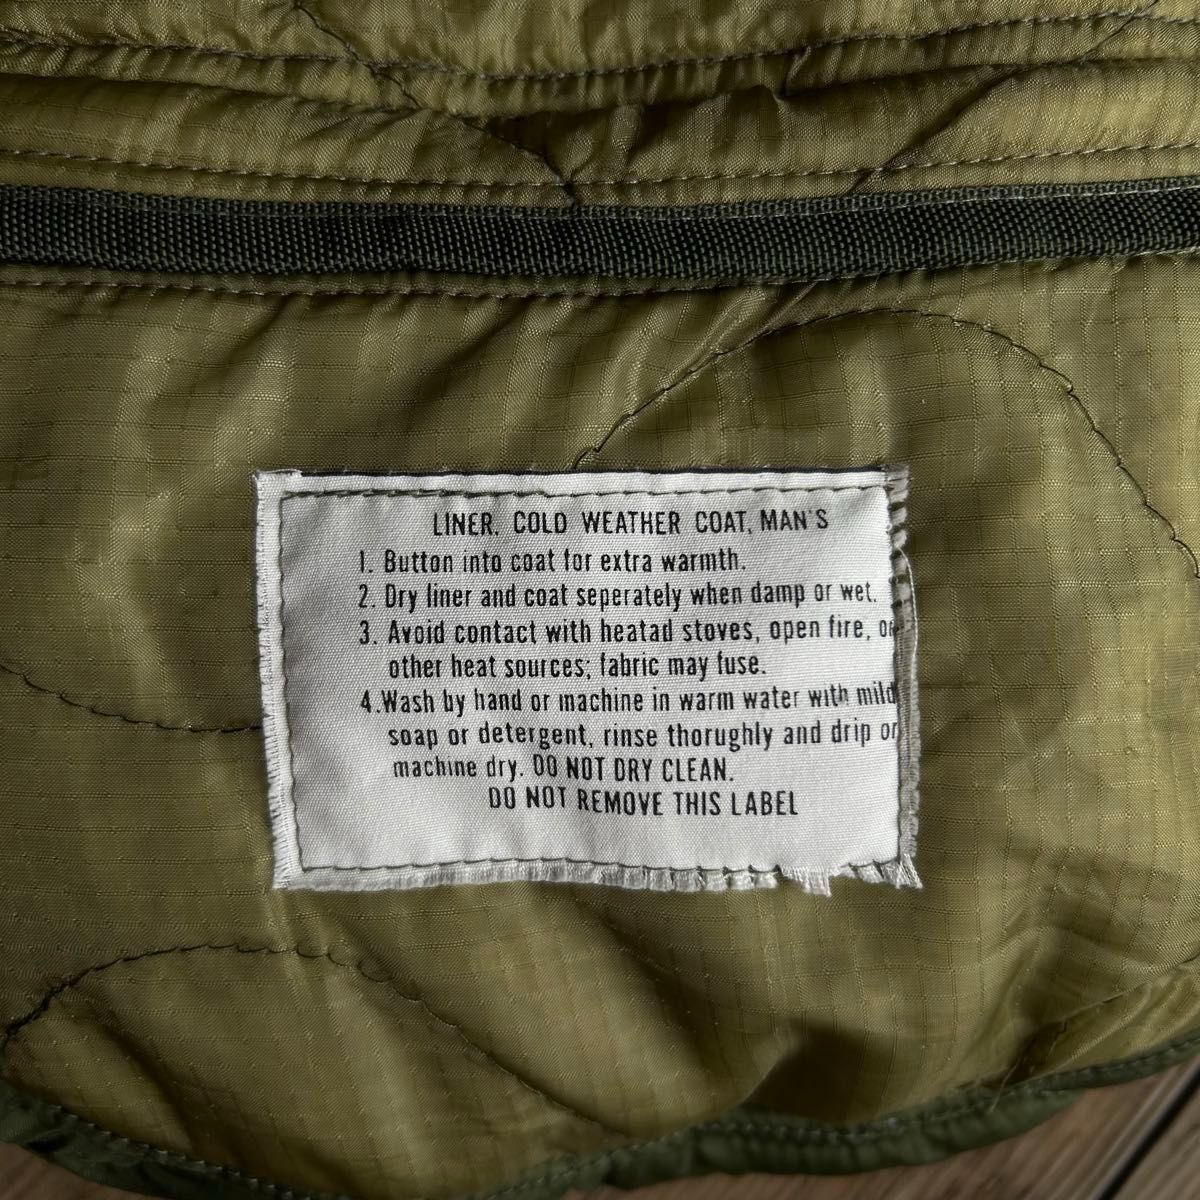 LINER, COLD WEATHER COAT, MAN'S
1. Button into coat for extra warmth.
2. Dry liner and coat seperately when damp or wet.
3. Avoid contact with heatad stoves, open fire, or
other heat sources; fabric may fuse.
4.Wash by hand or machine in warm water with mild
soap or detergent, rinse thorughly and drip or
machine dry. DO NOT DRY CLEAN.
DO NOT REMOVE THIS LABEL